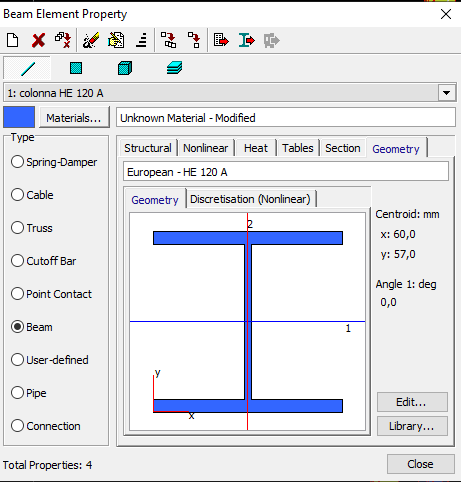 Beam Element Property
1: colonna HE 120 A
Materials...
Unknown Material - Modified
Type
Spring-Damper
Cable
Truss
Cutoff Bar
Point Contact
Beam
User-defined
Pipe
Connection
Structural Nonlinear Heat Tables Section Geometry
European - HE 120 A
Geometry Discretisation (Nonlinear)
2
1
y
x
Centroid: mm
x: 60,0
y: 57,0
Angle 1: deg
0,0
Edit...
Library...
Total Properties: 4
Close